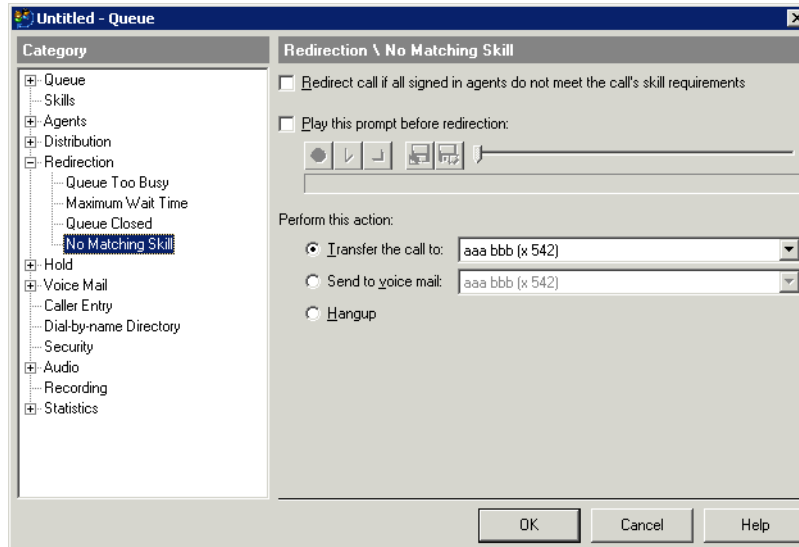 Untitled - Queue
Category
Queue
Skills
Agents
Distribution
Redirection
Queue Too Busy
Maximum Wait Time
Queue Closed
No Matching Skill
Hold
Voice Mail
Caller Entry
Dial-by-name Directory
Security
Audio
Recording
Statistics
Redirection \ No Matching Skill
Redirect call if all signed in agents do not meet the call's skill requirements
Play this prompt before redirection:
Perform this action:
Transfer the call to: aaa bbb (x 542)
Send to voice mail: aaa bbb (x 542)
Hangup
OK Cancel Help